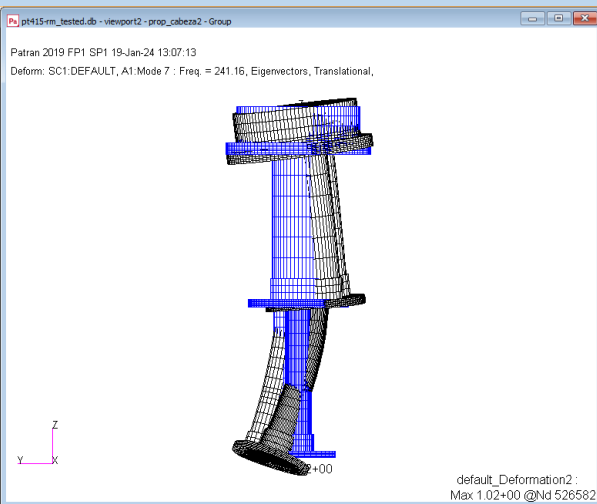 Pa pt415-rm_tested.db - viewport2 - prop_cabeza2 - Group
Patran 2019 FP1 SP1 19-Jan-24 13:07:13
Deform: SC1:DEFAULT, A1:Mode 7 : Freq. = 241.16, Eigenvectors, Translational,
Z
Y
X
2+00
default_Deformation2 :
Max 1.02+00 @Nd 526582